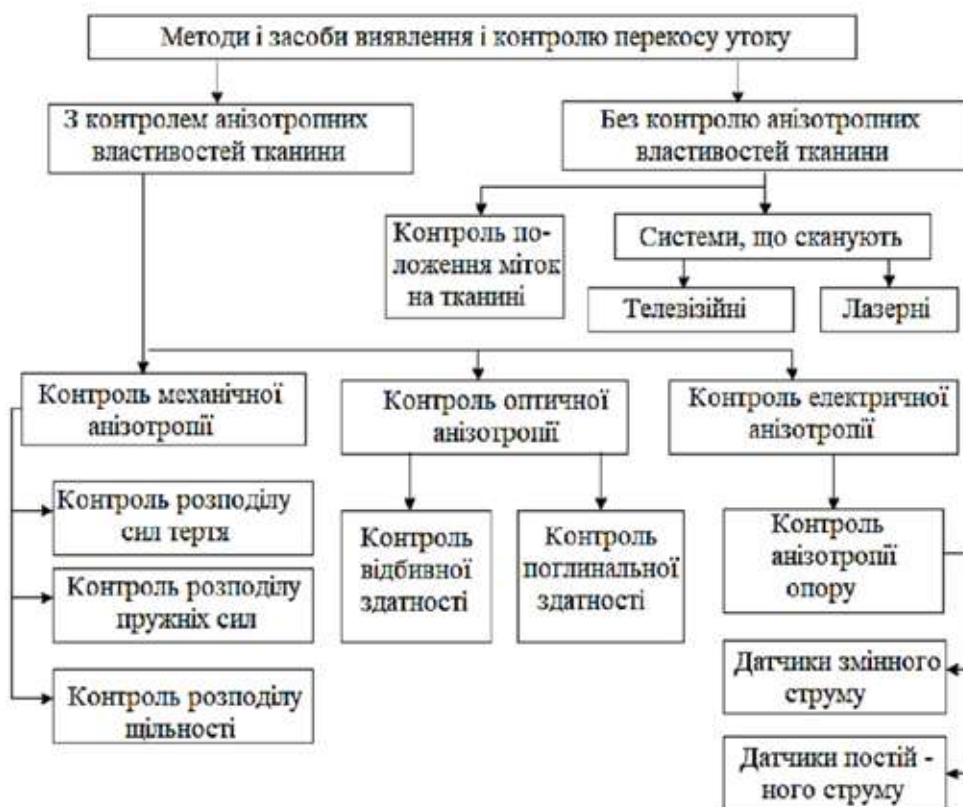 Методи і засоби виявлення і контролю перекосу утоку
З контролем анізотропних
властивостей тканини
Без контролю анізотропних
властивостей тканини
Контроль по-
ложення міток
на тканині
Системи, що сканують
Телевізійні
Лазерні
Контроль механічної
анізотропії
Контроль оптичної
анізотропії
Контроль електричної
анізотропії
Контроль розподілу
сил тертя
Контроль розподілу
пружніх сил
Контроль розподілу
щільності
Контроль
відбивної
здатності
Контроль
поглинальної
здатності
Контроль
анізотропії
опору
Датчики змінного
струму
Датчики постій -
ного струму